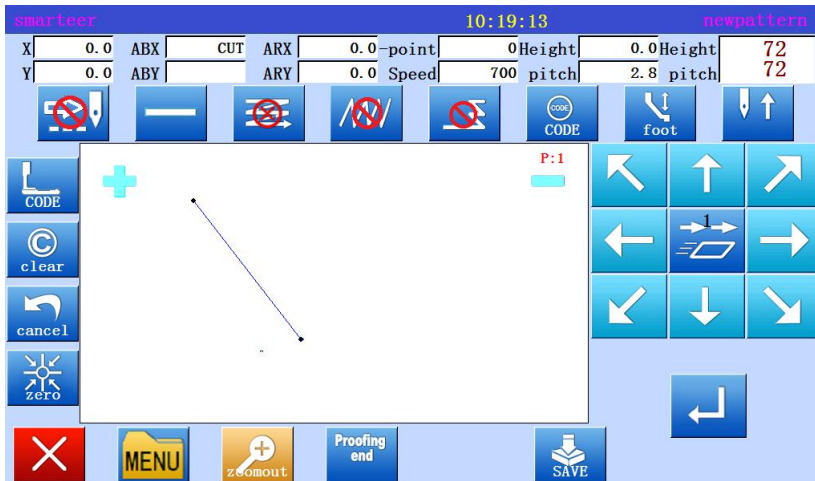 smarteer 10:19:13 newpattern
X 0.0 ABX CUT ARX 0.0 -point 0 Height 0.0 Height 72
Y 0.0 ABY ARY 0.0 Speed 700 pitch 2.8 pitch 72
CODE CODE foot
P:1
CODE
1
clear
cancel
zero
MENU zoomout Proofing
end SAVE